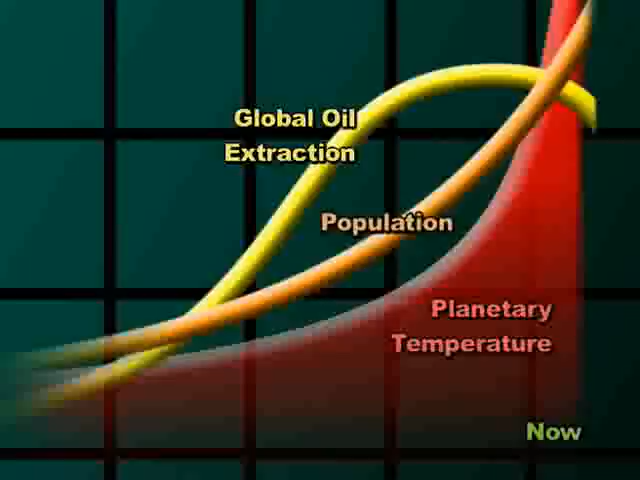 Global Oil
Extraction
Population
Planetary
Temperature
Now